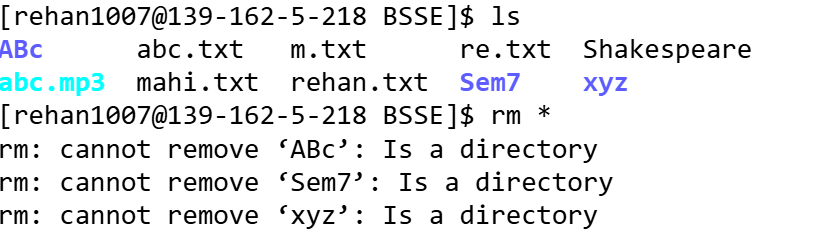 [rehan1007@139-162-5-218 BSSE]$ ls
ABc abc.txt m.txt re.txt Shakespeare
abc.mp3 mahi.txt rehan.txt Sem7 xyz
[rehan1007@139-162-5-218 BSSE]$ rm *
rm: cannot remove ‘ABc’: Is a directory
rm: cannot remove ‘Sem7’: Is a directory
rm: cannot remove ‘xyz’: Is a directory